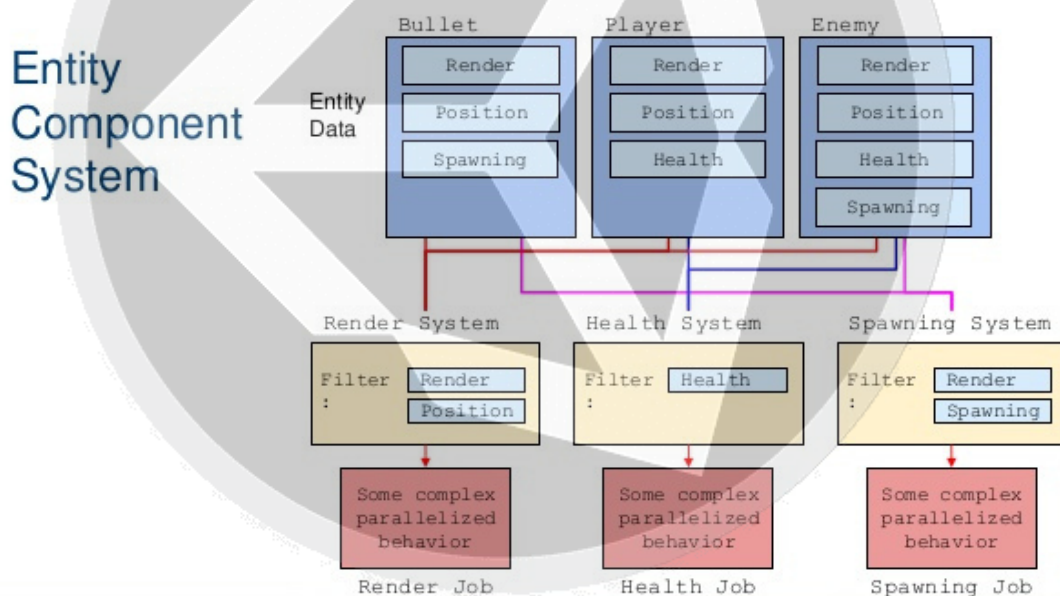 Entity
Component
System
Entity
Data
Bullet
Render
Position
Spawning
Player
Render
Position
Health
Enemy
Render
Position
Health
Spawning
Render System
Filter
:
Render
Position
Some complex
parallelized
behavior
Render Job
Health System
Filter
:
Health
Some complex
parallelized
behavior
Health Job
Spawning System
Filter
:
Render
Spawning
Some complex
parallelized
behavior
Spawning Job